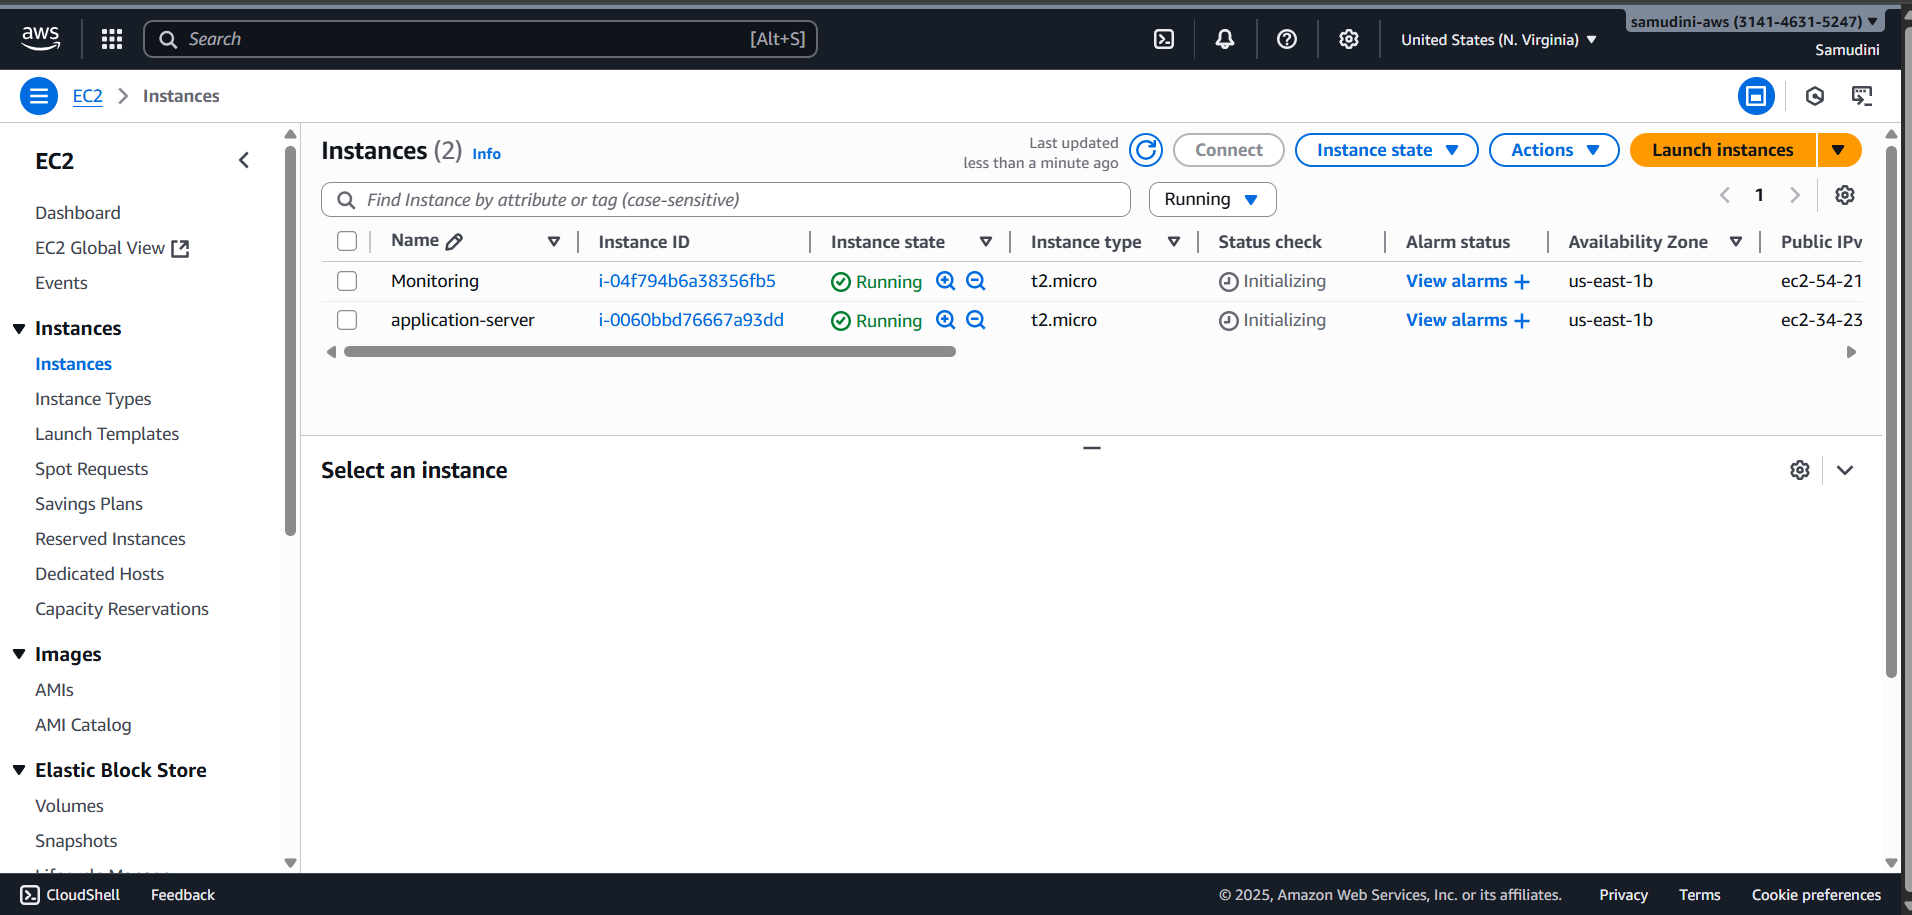 aws
Search [Alt+S]
United States (N. Virginia)
samudini-aws (3141-4631-5247)
Samudini
EC2 > Instances
EC2
Dashboard
EC2 Global View
Events
Instances
Instances
Instance Types
Launch Templates
Spot Requests
Savings Plans
Reserved Instances
Dedicated Hosts
Capacity Reservations
Images
AMIs
AMI Catalog
Elastic Block Store
Volumes
Snapshots
Instances (2) Info
Last updated
less than a minute ago
Connect
Instance state
Actions
Launch instances
Find Instance by attribute or tag (case-sensitive)
Running
1
Name Instance ID Instance state Instance type Status check Alarm status Availability Zone Public IPv
Monitoring i-04f794b6a38356fb5 Running t2.micro Initializing View alarms + us-east-1b ec2-54-21
application-server i-0060bbd76667a93dd Running t2.micro Initializing View alarms + us-east-1b ec2-34-23
Select an instance
CloudShell Feedback
© 2025, Amazon Web Services, Inc. or its affiliates. Privacy Terms Cookie preferences